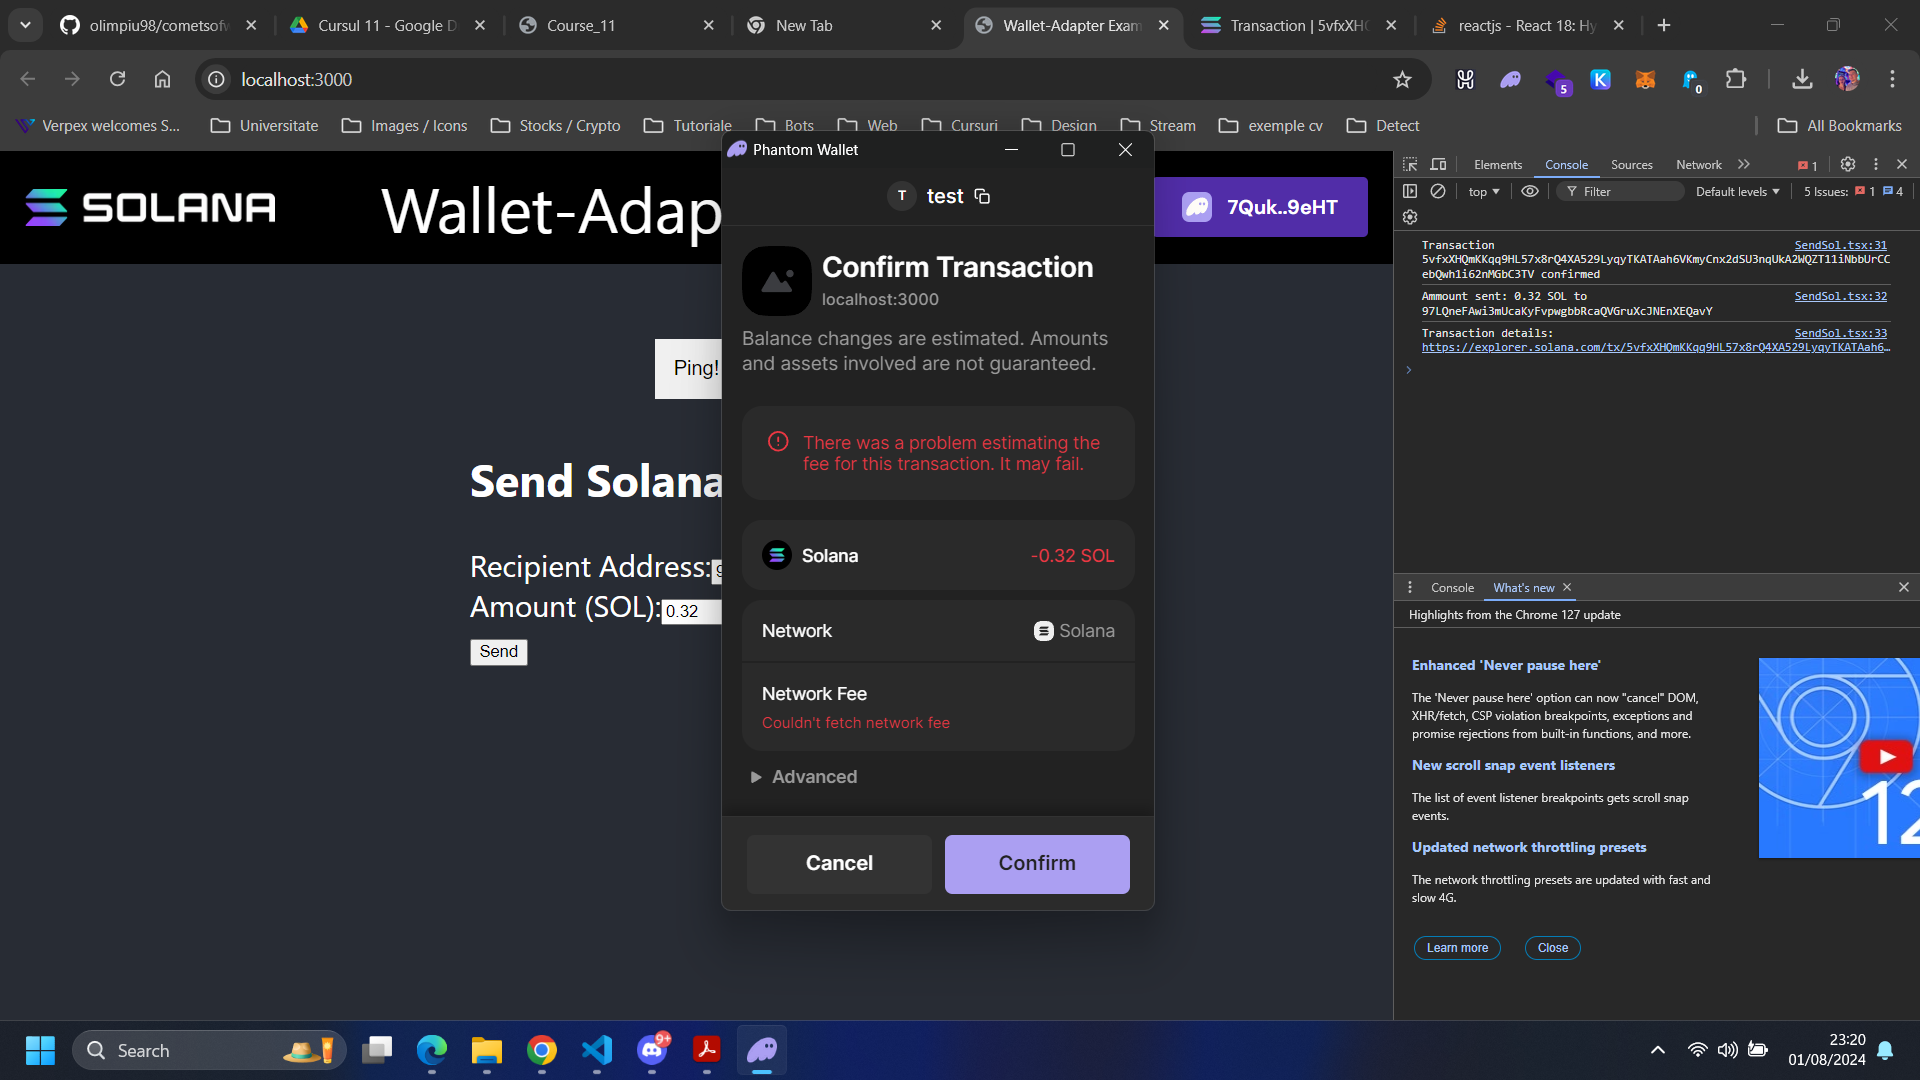 olimpiu98/cometsofw
Cursul 11 - Google D
Course_11
New Tab
Wallet-Adapter Exam
Transaction | 5vfxXHQ
reactjs - React 18: Hy
localhost:3000
5
0
Verpex welcomes S...
Universitate
Images / Icons
Stocks / Crypto
Tutoriale
Bots
Web
Cursuri
Design
Stream
exemple cv
Detect
All Bookmarks
SOLANA
Wallet-Adap
7Quk..9eHT
Ping!
Send Solana
Recipient Address:
Amount (SOL):
0.32
Send
Phantom Wallet
T
test
Confirm Transaction
localhost:3000
Balance changes are estimated. Amounts
and assets involved are not guaranteed.
There was a problem estimating the
fee for this transaction. It may fail.
Solana
-0.32 SOL
Network
Solana
Network Fee
Couldn't fetch network fee
Advanced
Cancel
Confirm
Elements
Console
Sources
Network
1
top
Filter
Default levels
5 Issues:
1
4
Transaction
SendSol.tsx:31
5vfxXHQmKKqq9HL57x8rQ4XA529LyqyTKATAah6VKmyCnx2dSU3nqUkA2WQZT11iNbbUrCC
ebQwh1i62nMGbC3TV confirmed
Ammount sent: 0.32 SOL to
SendSol.tsx:32
97LQneFAwi3mUcaKyFvpwgbbRcaQVGruXcJNEnXEQavY
Transaction details:
SendSol.tsx:33
https://explorer.solana.com/tx/5vfxXHQmKKqq9HL57x8rQ4XA529LyqyTKATAah6…
Console
What's new
Highlights from the Chrome 127 update
Enhanced 'Never pause here'
The 'Never pause here' option can now "cancel" DOM,
XHR/fetch, CSP violation breakpoints, exceptions and
promise rejections from built-in functions, and more.
New scroll snap event listeners
The list of event listener breakpoints gets scroll snap
events.
Updated network throttling presets
The network throttling presets are updated with fast and
slow 4G.
Learn more
Close
12
Search
9+
23:20
01/08/2024